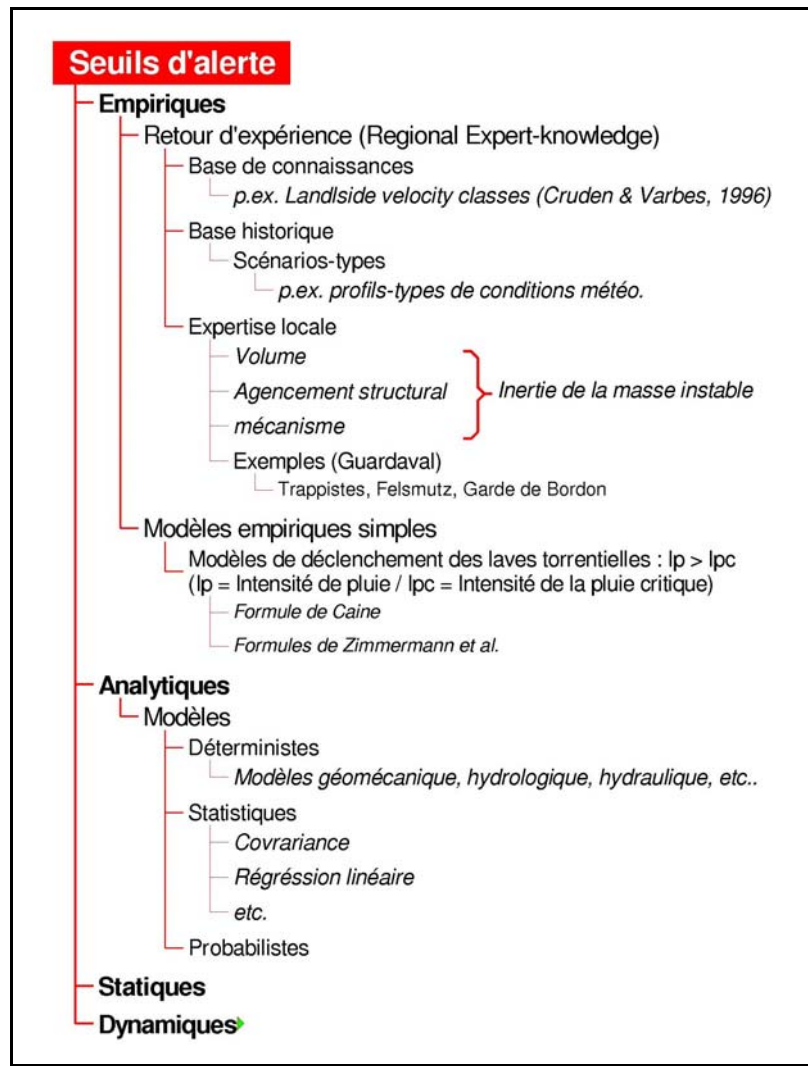 Seuils d'alerte
Empiriques
Retour d'expérience (Regional Expert-knowledge)
Base de connaissances
p.ex. Landlside velocity classes (Cruden & Varbes, 1996)
Base historique
Scénarios-types
p.ex. profils-types de conditions météo.
Expertise locale
Volume
Agencement structural
Inertie de la masse instable
mécanisme
Exemples (Guardaval)
Trappistes, Felsmutz, Garde de Bordon
Modèles empiriques simples
Modèles de déclenchement des laves torrentielles : Ip > Ipc
(Ip = Intensité de pluie / Ipc = Intensité de la pluie critique)
Formule de Caine
Formules de Zimmermann et al.
Analytiques
Modèles
Déterministes
Modèles géomécanique, hydrologique, hydraulique, etc..
Statistiques
Covrariance
Régréssion linéaire
etc.
Probabilistes
Statiques
Dynamiques